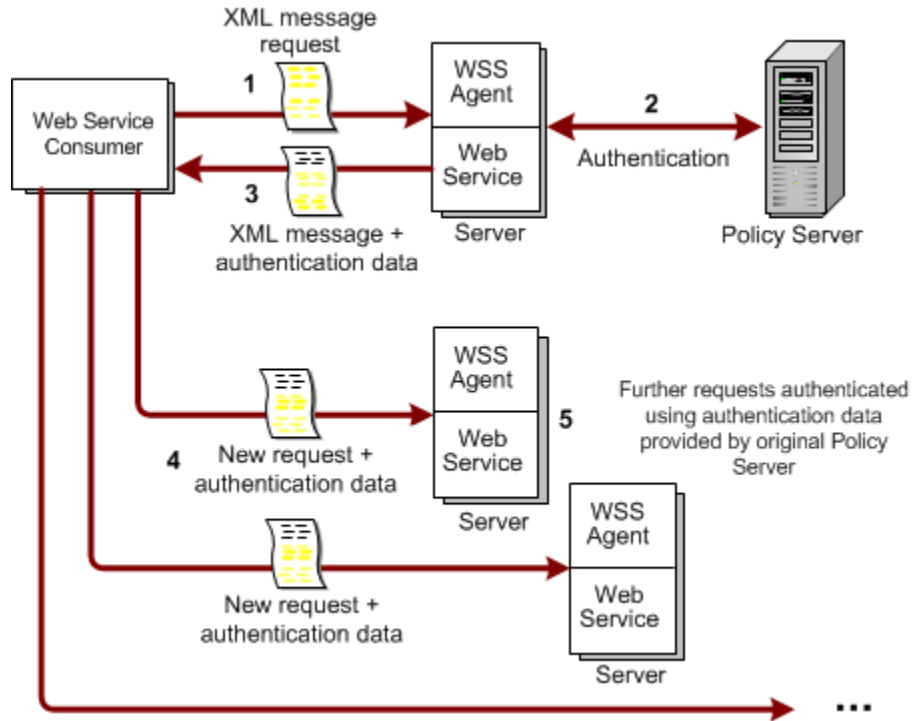 XML message
request
1
WSS
Agent
2
Web Service
Consumer
Web
Service
Authentication
3
XML message +
authentication data
Server
Policy Server
WSS
Agent
Web
Service
5
Further requests authenticated
using authentication data
provided by original Policy
Server
4
New request +
authentication data
Server
WSS
Agent
Web
Service
New request +
authentication data
Server
...